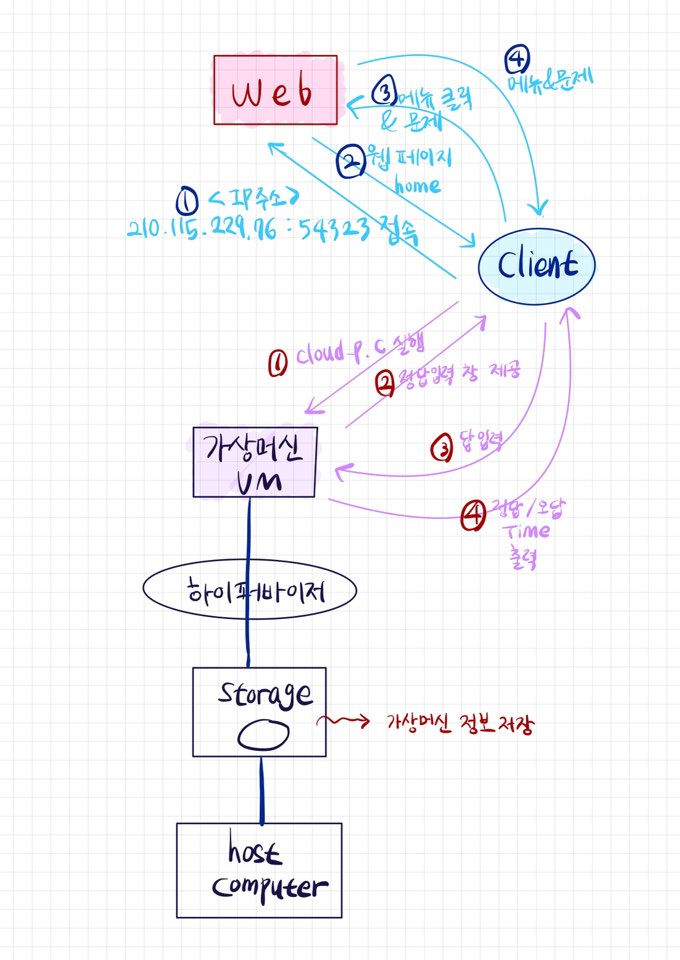 Web
④
메뉴&문제
③ 메뉴 클릭
& 문제
② 웹 페이지
home
① <IP주소>
210.115.229.76 : 54323 접속
Client
① Cloud-p.c 실행
② 정답입력 창 제공
③ 답 입력
④ 정답/오답
Time
출력
가상머신
VM
하이퍼바이저
Storage
가상머신 정보 저장
host
computer